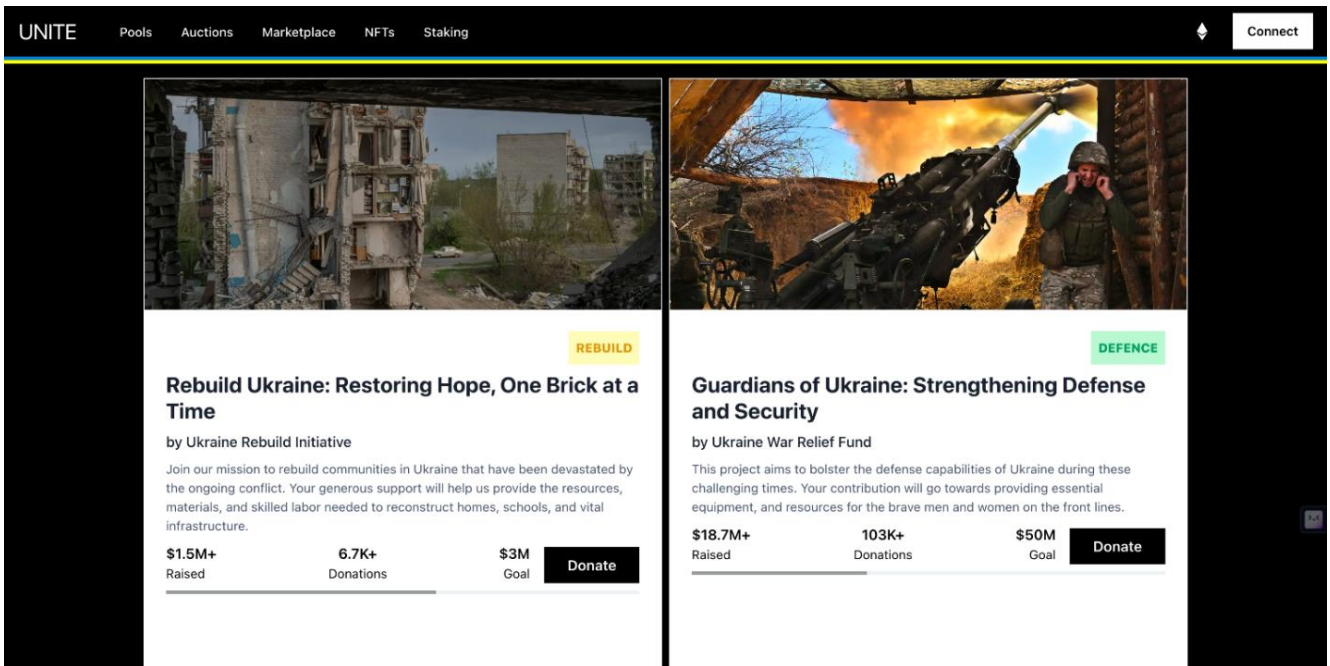 UNITE Pools Auctions Marketplace NFTs Staking Connect
REBUILD
Rebuild Ukraine: Restoring Hope, One Brick at a
Time
by Ukraine Rebuild Initiative
Join our mission to rebuild communities in Ukraine that have been devastated by
the ongoing conflict. Your generous support will help us provide the resources,
materials, and skilled labor needed to reconstruct homes, schools, and vital
infrastructure.
$1.5M+ 6.7K+ $3M
Raised Donations Goal
Donate
DEFENCE
Guardians of Ukraine: Strengthening Defense
and Security
by Ukraine War Relief Fund
This project aims to bolster the defense capabilities of Ukraine during these
challenging times. Your contribution will go towards providing essential
equipment, and resources for the brave men and women on the front lines.
$18.7M+ 103K+ $50M
Raised Donations Goal
Donate